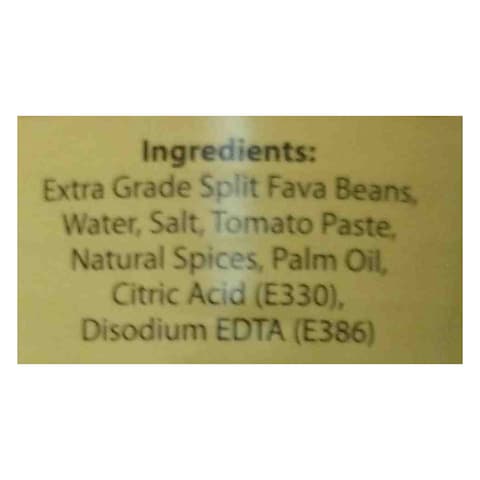 Ingredients:
Extra Grade Split Fava Beans,
Water, Salt, Tomato Paste,
Natural Spices, Palm Oil,
Citric Acid (E330),
Disodium EDTA (E386)